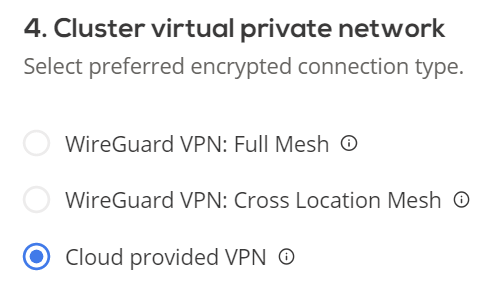 4. Cluster virtual private network
Select preferred encrypted connection type.
WireGuard VPN: Full Mesh
WireGuard VPN: Cross Location Mesh
Cloud provided VPN